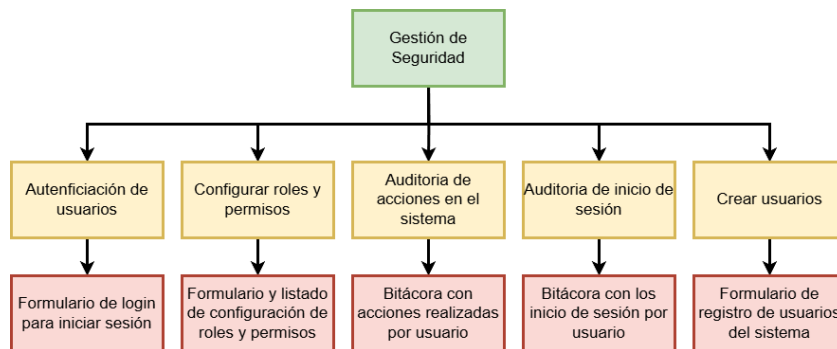 Gestión de
Seguridad
Autenficiación de
usuarios
Configurar roles y
permisos
Auditoria de
acciones en el
sistema
Auditoria de inicio de
sesión
Crear usuarios
Formulario de login
para iniciar sesión
Formulario y listado
de configuración de
roles y permisos
Bitácora con
acciones realizadas
por usuario
Bitácora con los
inicio de sesión por
usuario
Formulario de
registro de usuarios
del sistema